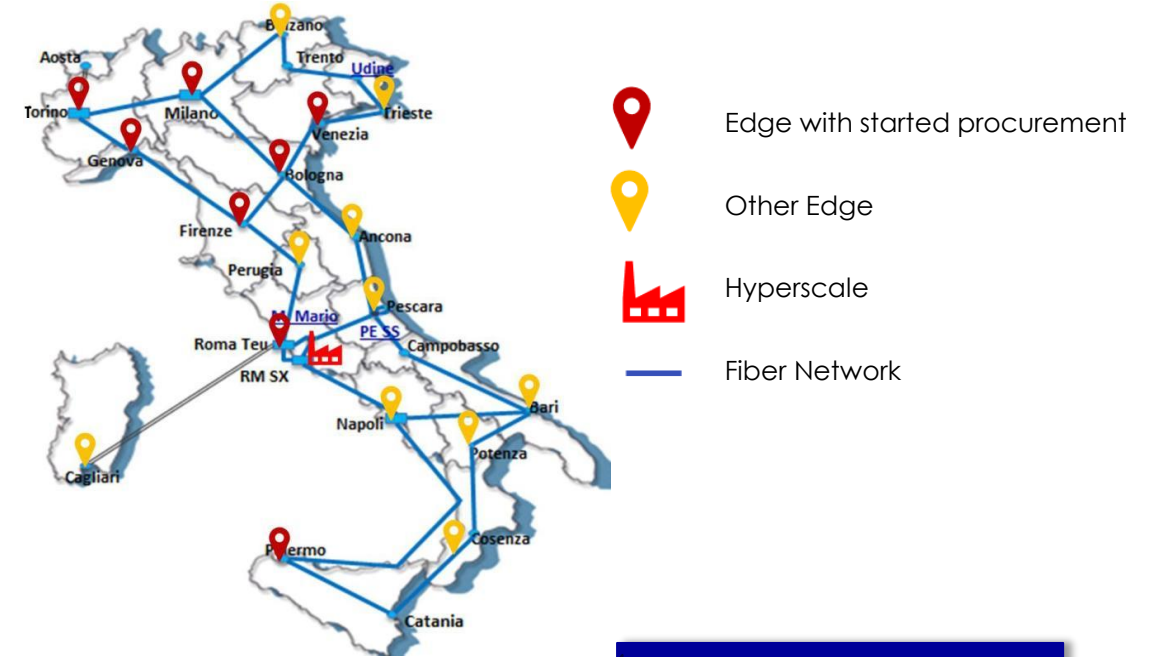 Bolzano
Aosta
Trento
Udine
Torino
Milano
Trieste
Venezia
Genova
Bologna
Firenze
Ancona
Perugia
Pescara
M. Mario
PE SS
Roma Teu
Campobasso
RM SX
Napoli
Bari
Potenza
Cagliari
Cosenza
Palermo
Catania
Edge with started procurement
Other Edge
Hyperscale
Fiber Network